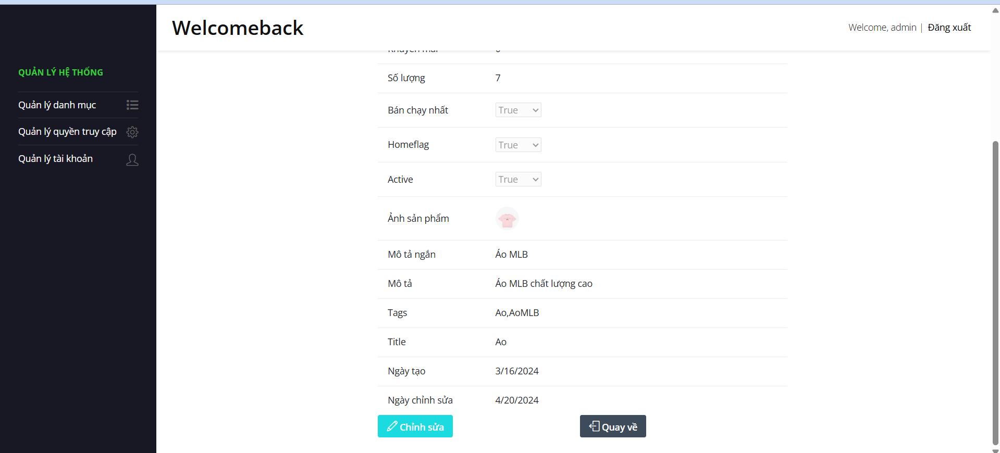 Welcomeback
Welcome, admin | Đăng xuất
QUẢN LÝ HỆ THỐNG
Quản lý danh mục
Quản lý quyền truy cập
Quản lý tài khoản
Số lượng 7
Bán chạy nhất True
Homeflag True
Active True
Ảnh sản phẩm
Mô tả ngắn Áo MLB
Mô tả Áo MLB chất lượng cao
Tags Ao,AoMLB
Title Ao
Ngày tạo 3/16/2024
Ngày chỉnh sửa 4/20/2024
Chỉnh sửa Quay về